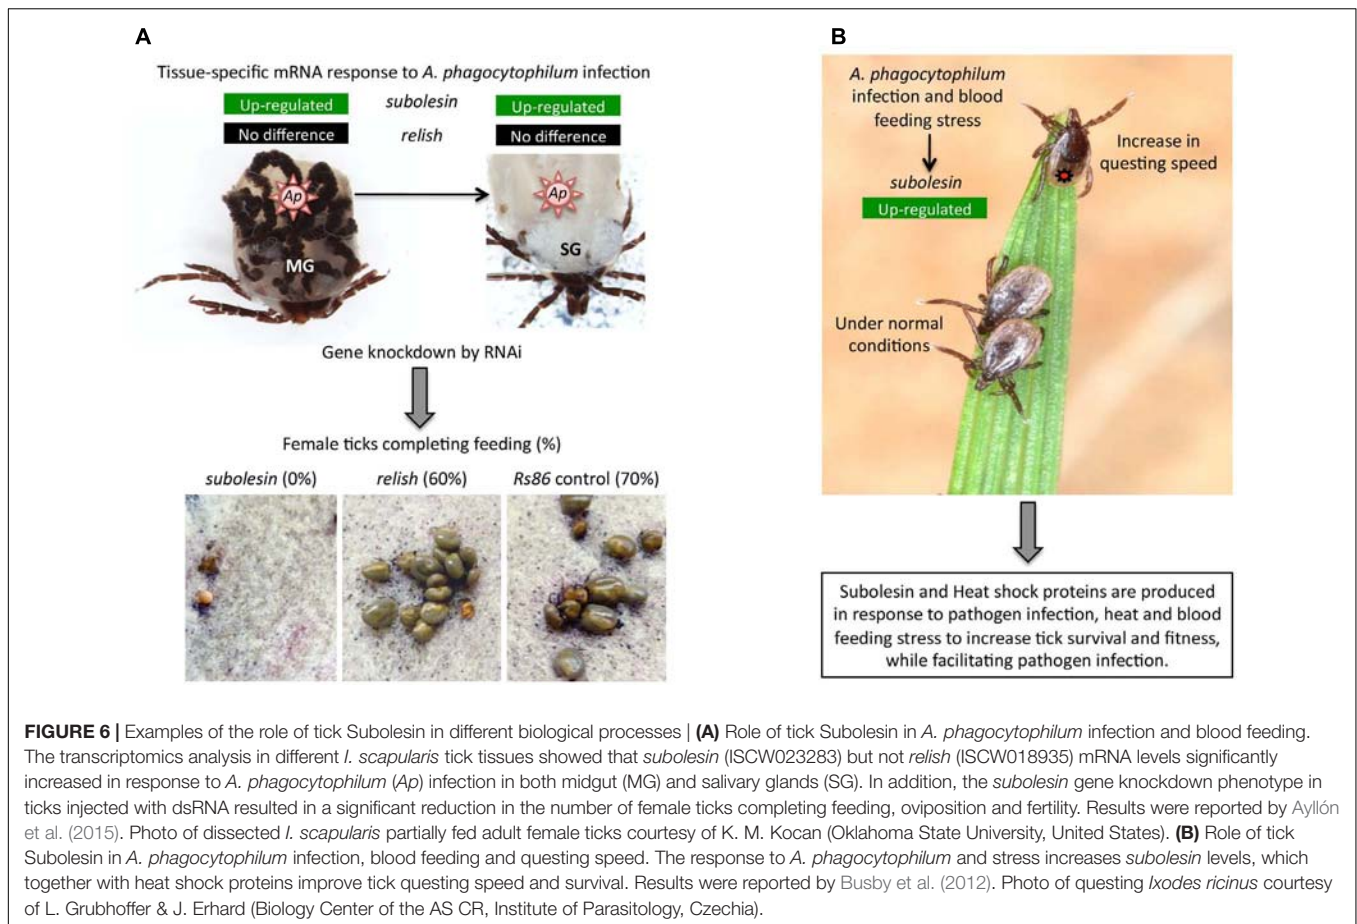 A
Tissue-specific mRNA response to A. phagocytophilum infection
Up-regulated subolesin Up-regulated
No difference relish No difference
Ap Ap
MG SG
Gene knockdown by RNAi
Female ticks completing feeding (%)
subolesin (0%) relish (60%) Rs86 control (70%)
B
A. phagocytophilum
infection and blood
feeding stress
subolesin
Up-regulated
Increase in
questing speed
Under normal
conditions
Subolesin and Heat shock proteins are produced
in response to pathogen infection, heat and blood
feeding stress to increase tick survival and fitness,
while facilitating pathogen infection.
FIGURE 6 | Examples of the role of tick Subolesin in different biological processes | (A) Role of tick Subolesin in A. phagocytophilum infection and blood feeding.
The transcriptomics analysis in different I. scapularis tick tissues showed that subolesin (ISCW023283) but not relish (ISCW018935) mRNA levels significantly
increased in response to A. phagocytophilum (Ap) infection in both midgut (MG) and salivary glands (SG). In addition, the subolesin gene knockdown phenotype in
ticks injected with dsRNA resulted in a significant reduction in the number of female ticks completing feeding, oviposition and fertility. Results were reported by Ayllón
et al. (2015). Photo of dissected I. scapularis partially fed adult female ticks courtesy of K. M. Kocan (Oklahoma State University, United States). (B) Role of tick
Subolesin in A. phagocytophilum infection, blood feeding and questing speed. The response to A. phagocytophilum and stress increases subolesin levels, which
together with heat shock proteins improve tick questing speed and survival. Results were reported by Busby et al. (2012). Photo of questing Ixodes ricinus courtesy
of L. Grubhoffer & J. Erhard (Biology Center of the AS CR, Institute of Parasitology, Czechia).